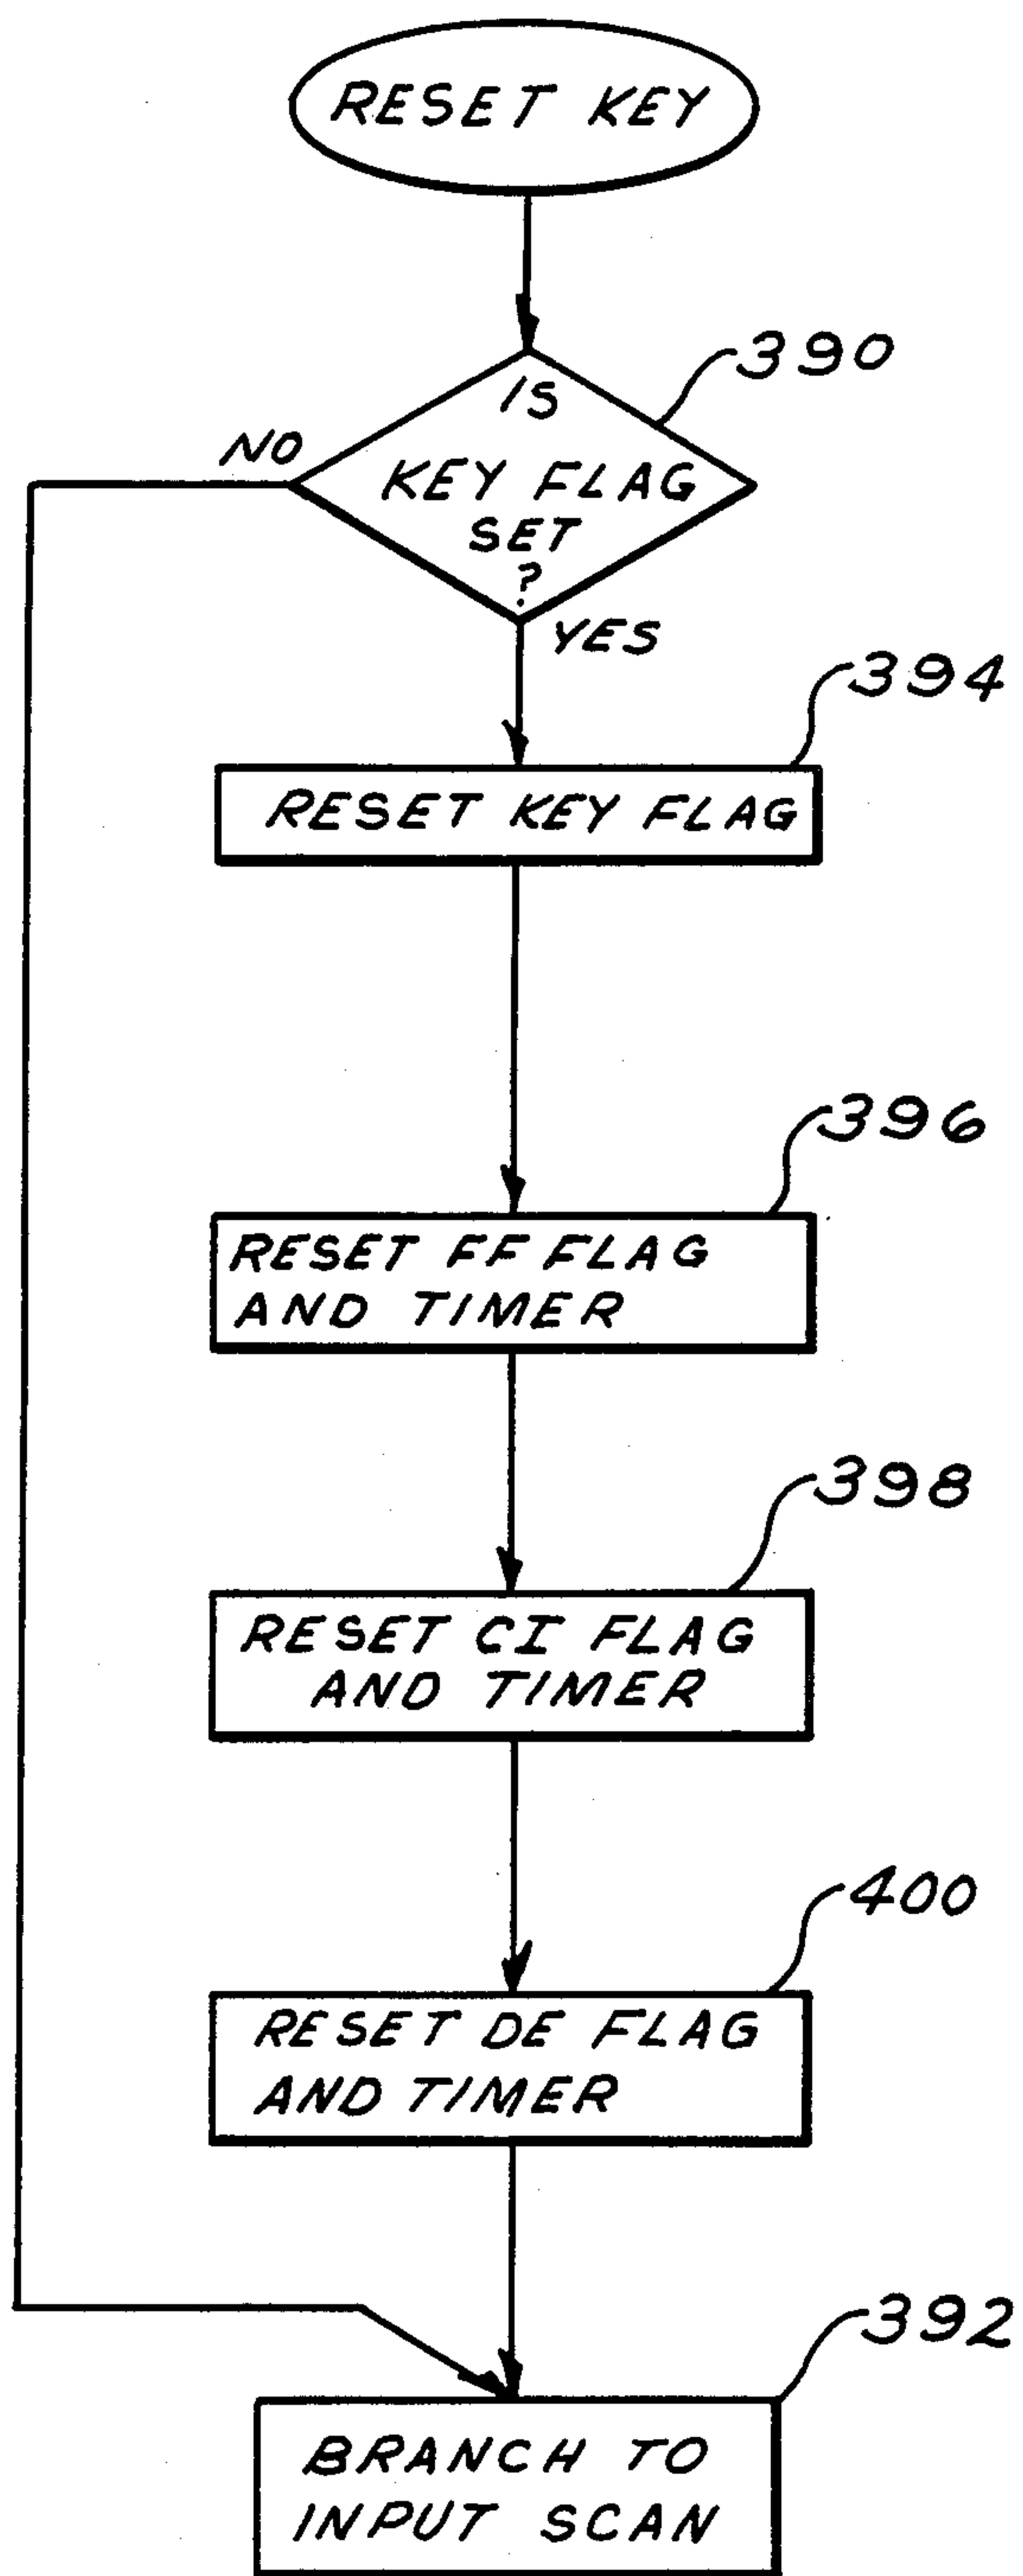 RESET KEY
390
IS
NO
KEY FLAG
SET
?
YES
394
RESET KEY FLAG
396
RESET FF FLAG
AND TIMER
398
RESET CI FLAG
AND TIMER
400
RESET DE FLAG
AND TIMER
392
BRANCH TO
INPUT SCAN